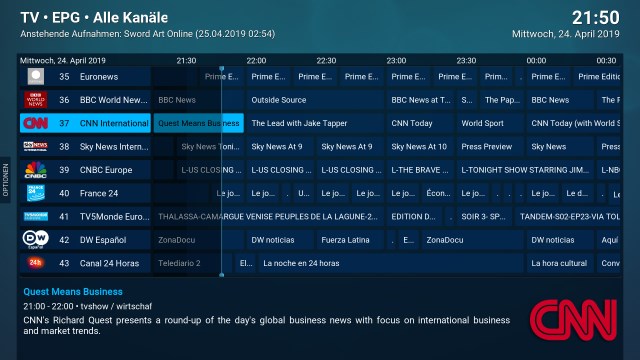 TV • EPG • Alle Kanäle
21:50
Anstehende Aufnahmen: Sword Art Online (25.04.2019 02:54)
Mittwoch, 24. April 2019
Mittwoch, 24. April 2019 21:30 22:00 22:30 23:00 23:30 00:00 00:30
35 Euronews Prime E... Prime E... Prime E... Prime E... Prime E... Prime E... Prim... . Prime E... Prime Editic
BBC WORLD NEWS 36 BBC World New... BBC News Outside Source BBC News at T... S... The Pap... BBC News The F
CNN 37 CNN International Quest Means Business The Lead with Jake Tapper CNN Today World Sport CNN Today (with World S
sky news 38 Sky News Intern... Sky News Toni... Sky News At 9 Sky News At 9 Sky News At 10 Press Preview Sky News Press
CNBC 39 CNBC Europe L-US CLOSING ... L-US CLOSING ... L-US CLOSING ... L-THE BRAVE ... L-TONIGHT SHOW STARRING JIM... L-NB
FRANCE 24 40 France 24 Le jo... Le jo... . U... Le jo... Le jo... Écon... Le jo... . . . Le jo... Le d... . Le
41 TV5Monde Euro... THALASSA-CAMARGUE VENISE PEUPLES DE LA LAGUNE-2... EDITION D... . SOIR 3- SP... TANDEM-S02-EP23-VIA TOL
DW 42 DW Español ZonaDocu DW noticias Fuerza Latina . E... ZonaDocu DW noticias Aquí
24h 43 Canal 24 Horas Telediario 2 El... La noche en 24 horas La hora cultural Conv
OPTIONEN
Quest Means Business
21:00 - 22:00 • tvshow / wirtschaf
CNN's Richard Quest presents a round-up of the day's global business news with focus on international business
and market trends.
CNN